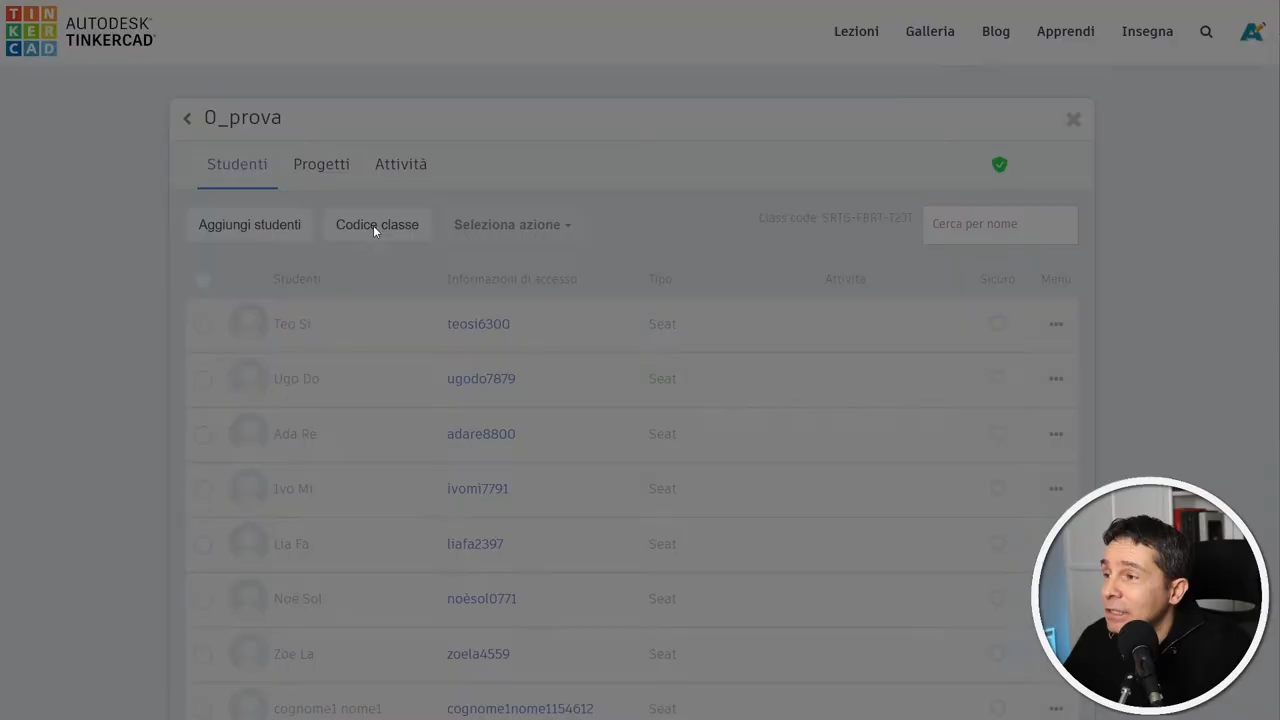 TIN
KER
CAD
AUTODESK
TINKERCAD
Lezioni Galleria Blog Apprendi Insegna
0_prova
Studenti Progetti Attività
Aggiungi studenti Codice classe Seleziona azione Class code: Cerca per nome
Studenti Informazioni di accesso Tipo Attività Sicuro Menu
Teo Si teosi6300 Seat
Ugo Do ugodo7879 Seat
Ada Re adare8800 Seat
Ivo Mi ivomi7791 Seat
Lia Fa liafa2397 Seat
Noè Sol noèsol0771 Seat
Zoe La zoela4559 Seat
cognome1 nome1 cognome1nome1154612 Seat